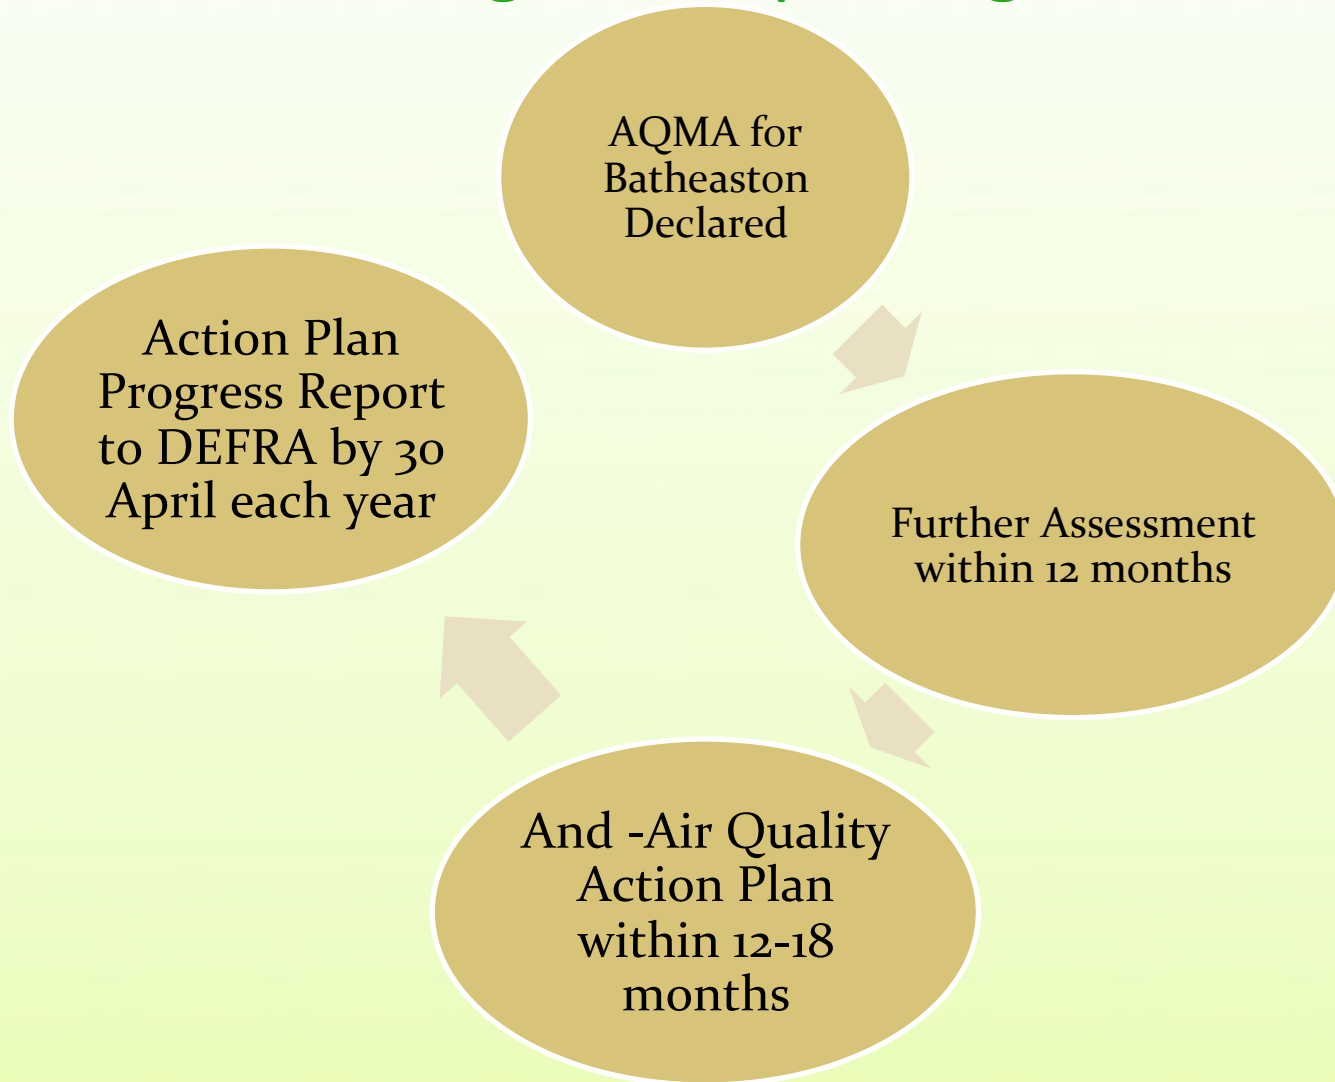 AQMA for
Batheaston
Declared
Further Assessment
within 12 months
And -Air Quality
Action Plan
within 12-18
months
Action Plan
Progress Report
to DEFRA by 30
April each year